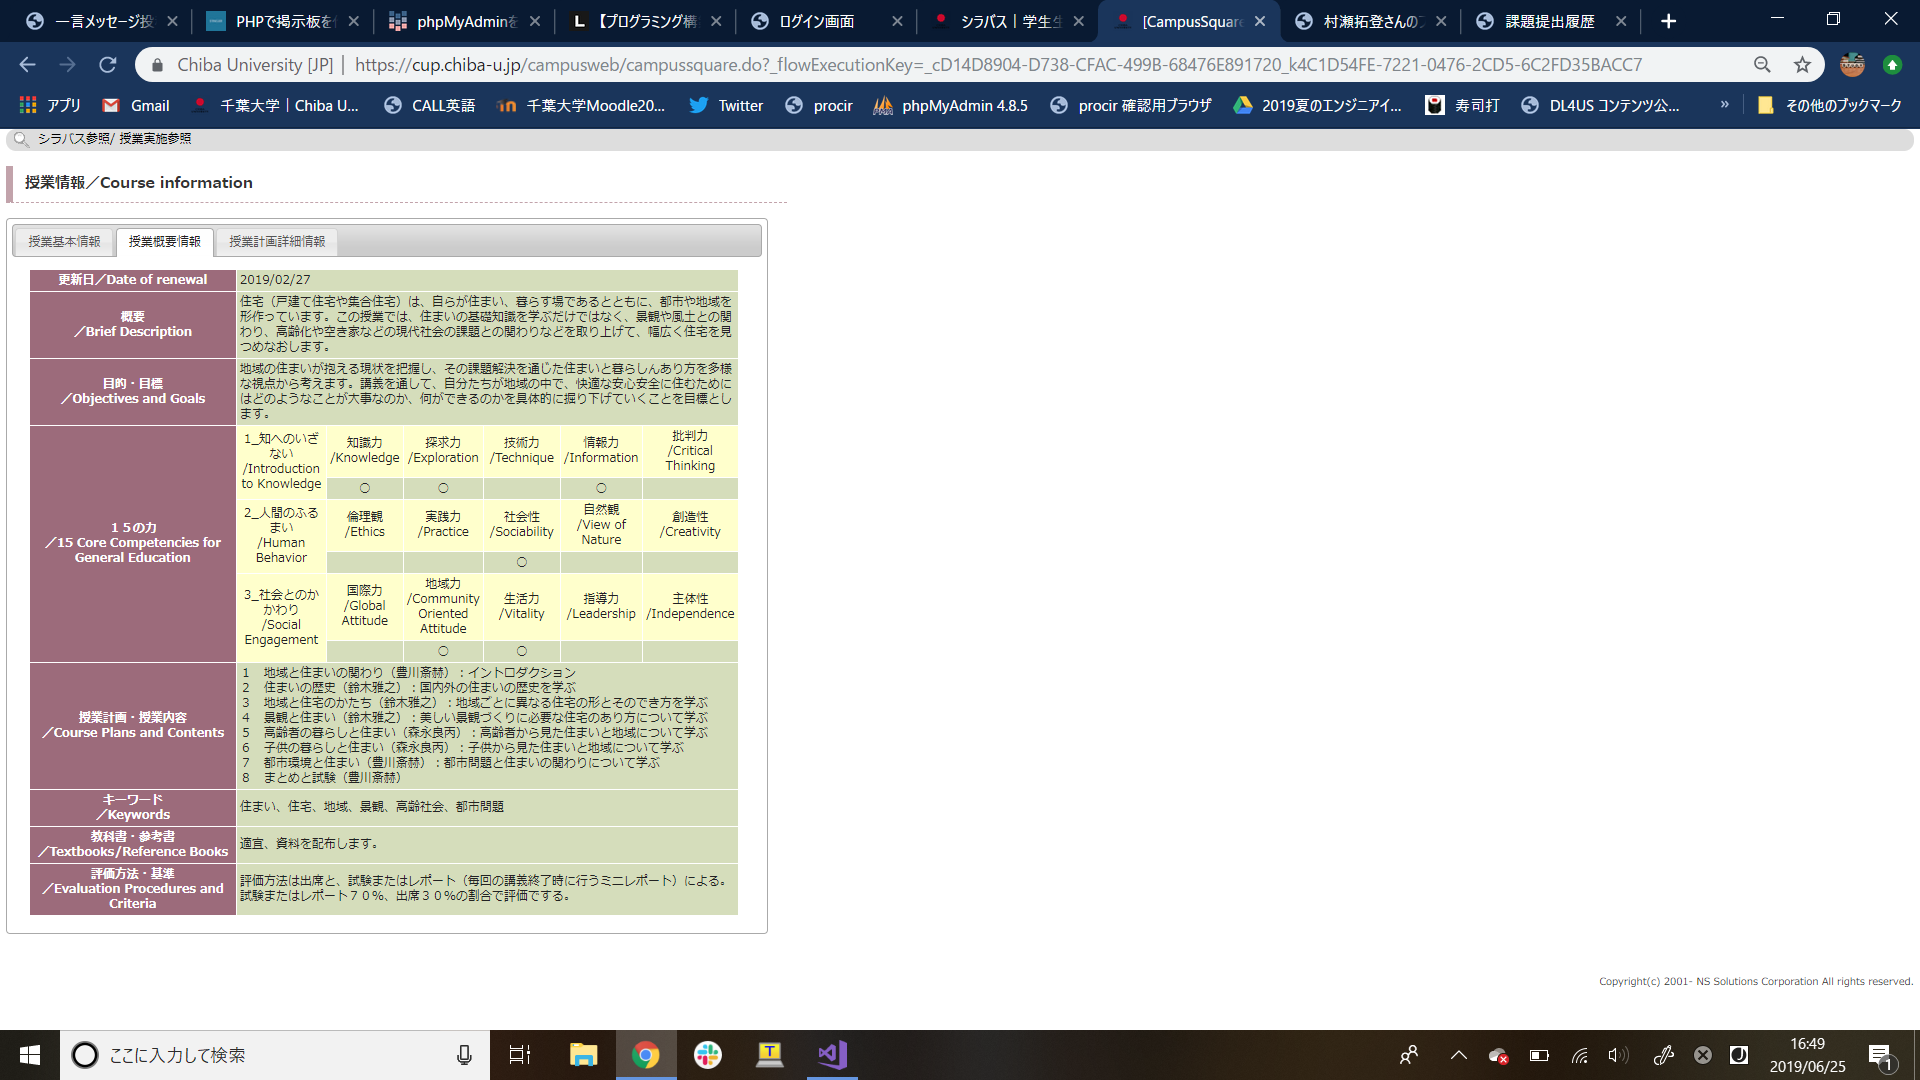 一言メッセージ投
PHPで掲示板を
phpMyAdminを
【プログラミング構
ログイン画面
シラバス | 学生生
[CampusSquare
村瀬拓登さんの
課題提出履歴
Chiba University [JP] | https://cup.chiba-u.jp/campusweb/campussquare.do?_flowExecutionKey=_cD14D8904-D738-CFAC-499B-68476E891720_k4C1D54FE-7221-0476-2CD5-6C2FD35BACC7
アプリ
Gmail
千葉大学 | Chiba U...
CALL英語
千葉大学Moodle20...
Twitter
procir
phpMyAdmin 4.8.5
procir 確認用ブラウザ
2019夏のエンジニアイ...
寿司打
DL4US コンテンツ公...
»
その他のブックマーク
シラバス参照/ 授業実施参照
授業情報／Course information
授業基本情報
授業概要情報
授業計画詳細情報
更新日／Date of renewal
2019/02/27
概要
／Brief Description
住宅（戸建て住宅や集合住宅）は、自らが住まい、暮らす場であるとともに、都市や地域を
形作っています。この授業では、住まいの基礎知識を学ぶだけではなく、景観や風土との関
わり、高齢化や空き家などの現代社会の課題との関わりなどを取り上げて、幅広く住宅を見
つめなおします。
目的・目標
／Objectives and Goals
地域の住まいが抱える現状を把握し、その課題解決を通じた住まいと暮らしんあり方を多様
な視点から考えます。講義を通して、自分たちが地域の中で、快適な安心安全に住むために
はどのようなことが大事なのか、何ができるのかを具体的に掘り下げていくことを目標とし
ます。
１５の力
／15 Core Competencies for
General Education
1_知へのいざ
ない
/Introduction
to Knowledge
知識力
/Knowledge
探求力
/Exploration
技術力
/Technique
情報力
/Information
批判力
/Critical
Thinking
○ ○ ○
2_人間のふる
まい
/Human
Behavior
倫理観
/Ethics
実践力
/Practice
社会性
/Sociability
自然観
/View of
Nature
創造性
/Creativity
○
3_社会とのか
かわり
/Social
Engagement
国際力
/Global
Attitude
地域力
/Community
Oriented
Attitude
生活力
/Vitality
指導力
/Leadership
主体性
/Independence
○ ○
授業計画・授業内容
／Course Plans and Contents
1　地域と住まいの関わり（豊川斎赫）：イントロダクション
2　住まいの歴史（鈴木雅之）：国内外の住まいの歴史を学ぶ
3　地域と住宅のかたち（鈴木雅之）：地域ごとに異なる住宅の形とそのでき方を学ぶ
4　景観と住まい（鈴木雅之）：美しい景観づくりに必要な住宅のあり方について学ぶ
5　高齢者の暮らしと住まい（森永良丙）：高齢者から見た住まいと地域について学ぶ
6　子供の暮らしと住まい（森永良丙）：子供から見た住まいと地域について学ぶ
7　都市環境と住まい（豊川斎赫）：都市問題と住まいの関わりについて学ぶ
8　まとめと試験（豊川斎赫）
キーワード
／Keywords
住まい、住宅、地域、景観、高齢社会、都市問題
教科書・参考書
／Textbooks/Reference Books
適宜、資料を配布します。
評価方法・基準
／Evaluation Procedures and
Criteria
評価方法は出席と、試験またはレポート（毎回の講義終了時に行うミニレポート）による。
試験またはレポート７０％、出席３０％の割合で評価でする。
Copyright(c) 2001- NS Solutions Corporation All rights reserved.
ここに入力して検索
16:49
2019/06/25
1